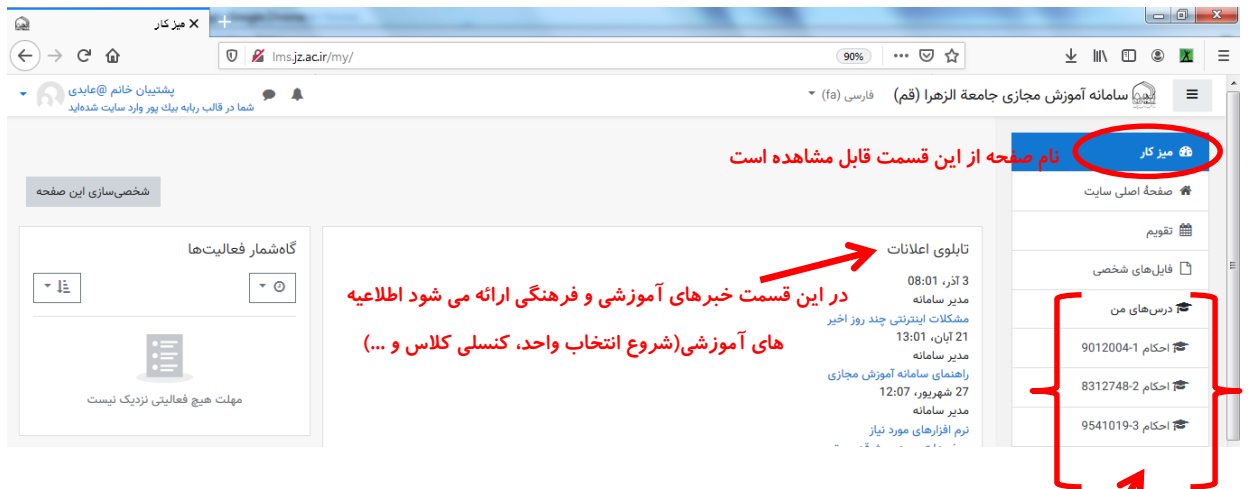 میز کار
lms.jz.ac.ir/my/
90%
سامانه آموزش مجازی جامعة الزهرا (قم)
فارسی (fa)
پشتیبان خانم @عابدی
شما در قالب ربابه بیك پور وارد سایت شده‌اید
میز کار
نام صفحه از این قسمت قابل مشاهده است
صفحهٔ اصلی سایت
شخصی‌سازی این صفحه
تقویم
فایل‌های شخصی
درس‌های من
احکام 1-9012004
احکام 2-8312748
احکام 3-9541019
تابلوی اعلانات
3 آذر، 08:01
مدیر سامانه
مشکلات اینترنتی چند روز اخیر
21 آبان، 13:01
مدیر سامانه
راهنمای سامانه آموزش مجازی
27 شهریور، 12:07
مدیر سامانه
نرم افزارهای مورد نیاز
در این قسمت خبرهای آموزشی و فرهنگی ارائه می شود اطلاعیه
های آموزشی(شروع انتخاب واحد، کنسلی کلاس و ...)
گاه‌شمار فعالیت‌ها
مهلت هیچ فعالیتی نزدیک نیست